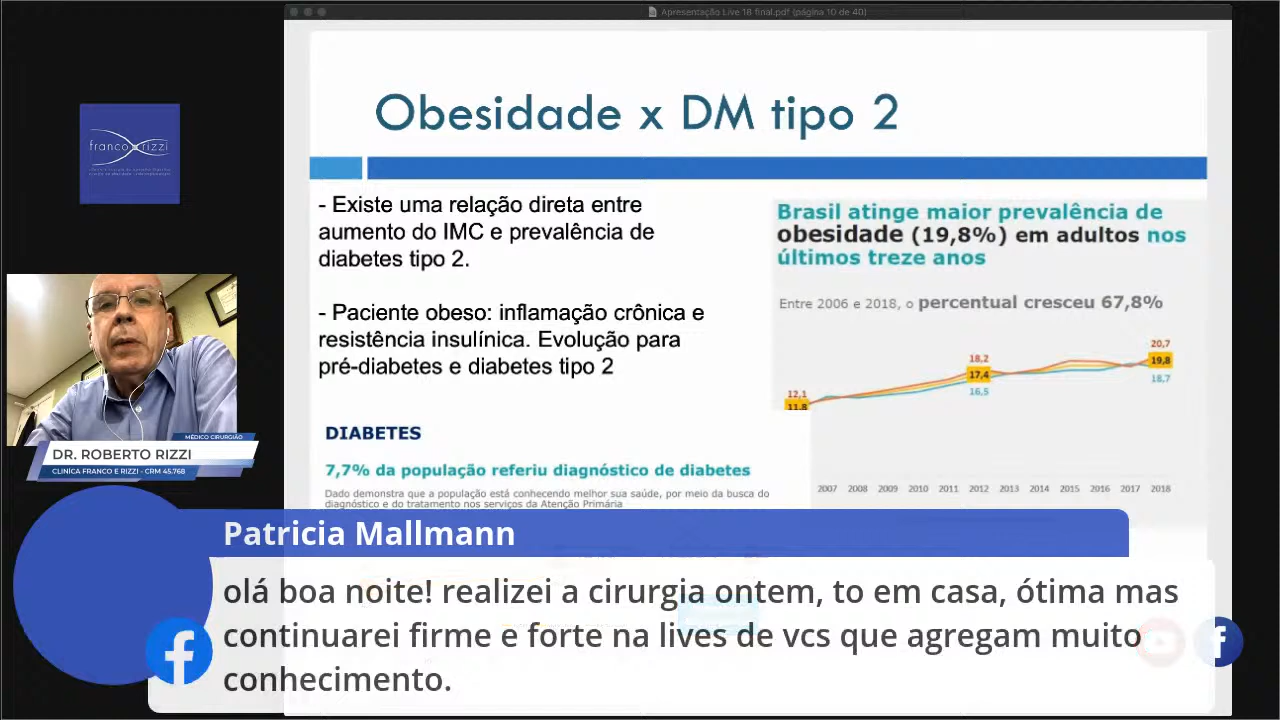 Apresentação Live 18 final.pdf (página 10 de 40)
Obesidade x DM tipo 2
franco rizzi
- Existe uma relação direta entre
aumento do IMC e prevalência de
diabetes tipo 2.
- Paciente obeso: inflamação crônica e
resistência insulínica. Evolução para
pré-diabetes e diabetes tipo 2
Brasil atinge maior prevalência de
obesidade (19,8%) em adultos nos
últimos treze anos
Entre 2006 e 2018, o percentual cresceu 67,8%
20,7
19,8
18,7
18,2
17,4
16,5
12,1
11,8
2007 2008 2009 2010 2011 2012 2013 2014 2015 2016 2017 2018
DIABETES
7,7% da população referiu diagnóstico de diabetes
Dado demonstra que a população está conhecendo melhor sua saúde, por meio da busca do
diagnóstico e do tratamento nos serviços da Atenção Primária
MÉDICO CIRURGIÃO
DR. ROBERTO RIZZI
CLINÍCA FRANCO E RIZZI - CRM 45.768
Patricia Mallmann
olá boa noite! realizei a cirurgia ontem, to em casa, ótima mas
continuarei firme e forte na lives de vcs que agregam muito
conhecimento.